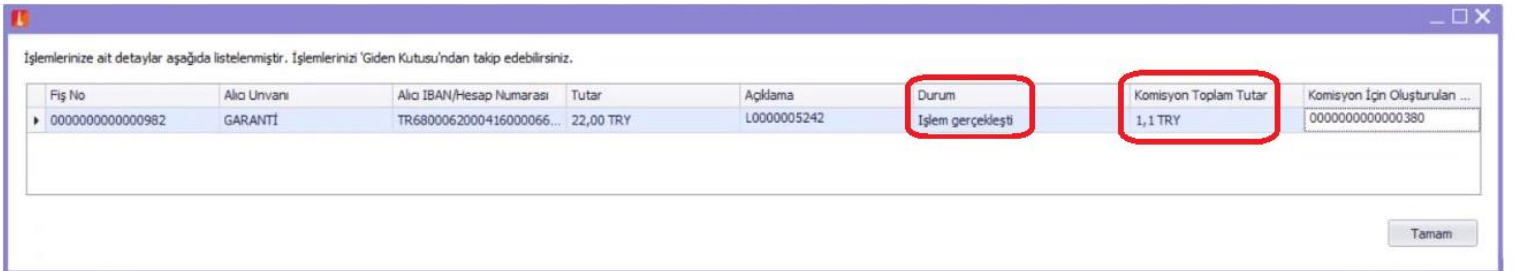 İşlemlerinize ait detaylar aşağıda listelenmiştir. İşlemlerinizi 'Giden Kutusu'ndan takip edebilirsiniz.
Fiş No Alıcı Unvanı Alıcı IBAN/Hesap Numarası Tutar Açıklama Durum Komisyon Toplam Tutar Komisyon İçin Oluşturulan ...
0000000000000982 GARANTİ TR6800062000416000066... 22,00 TRY L0000005242 İşlem gerçekleşti 1,1 TRY 0000000000000380
Tamam